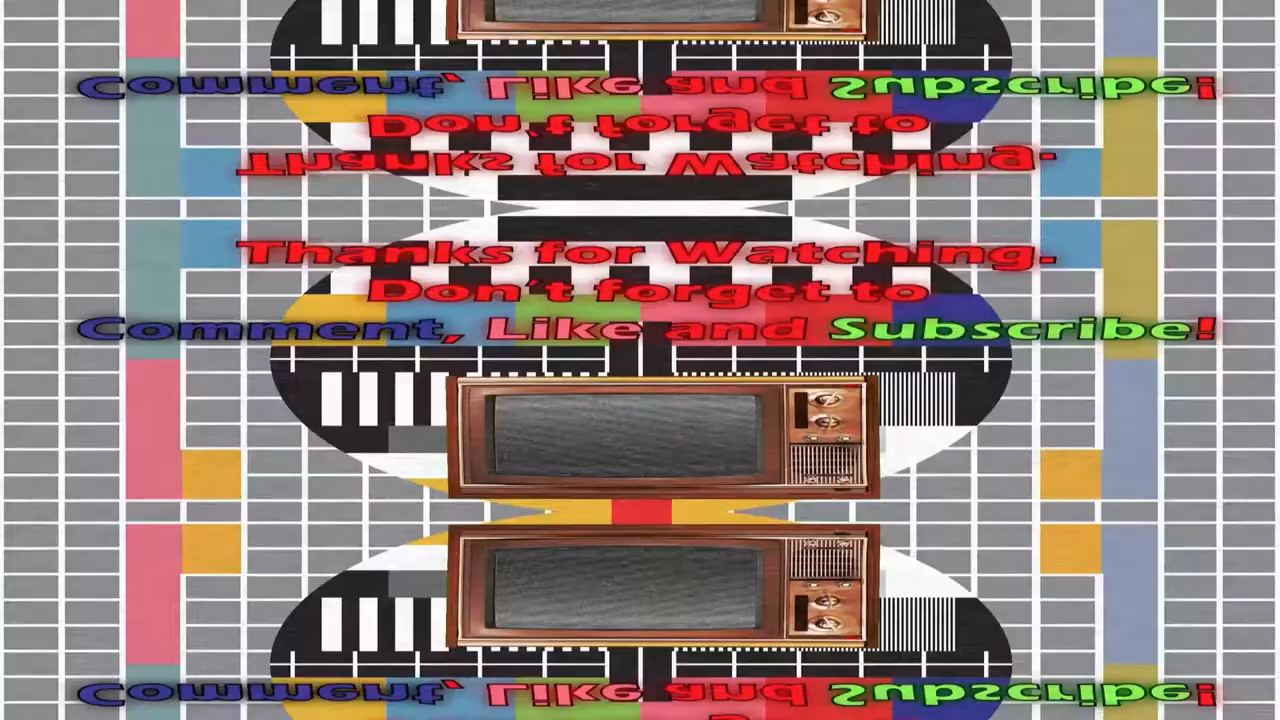 Comment, Like and Subscribe!
Don't forget to
Thanks for Watching.
Thanks for Watching.
Don't forget to
Comment, Like and Subscribe!
Comment, Like and Subscribe!